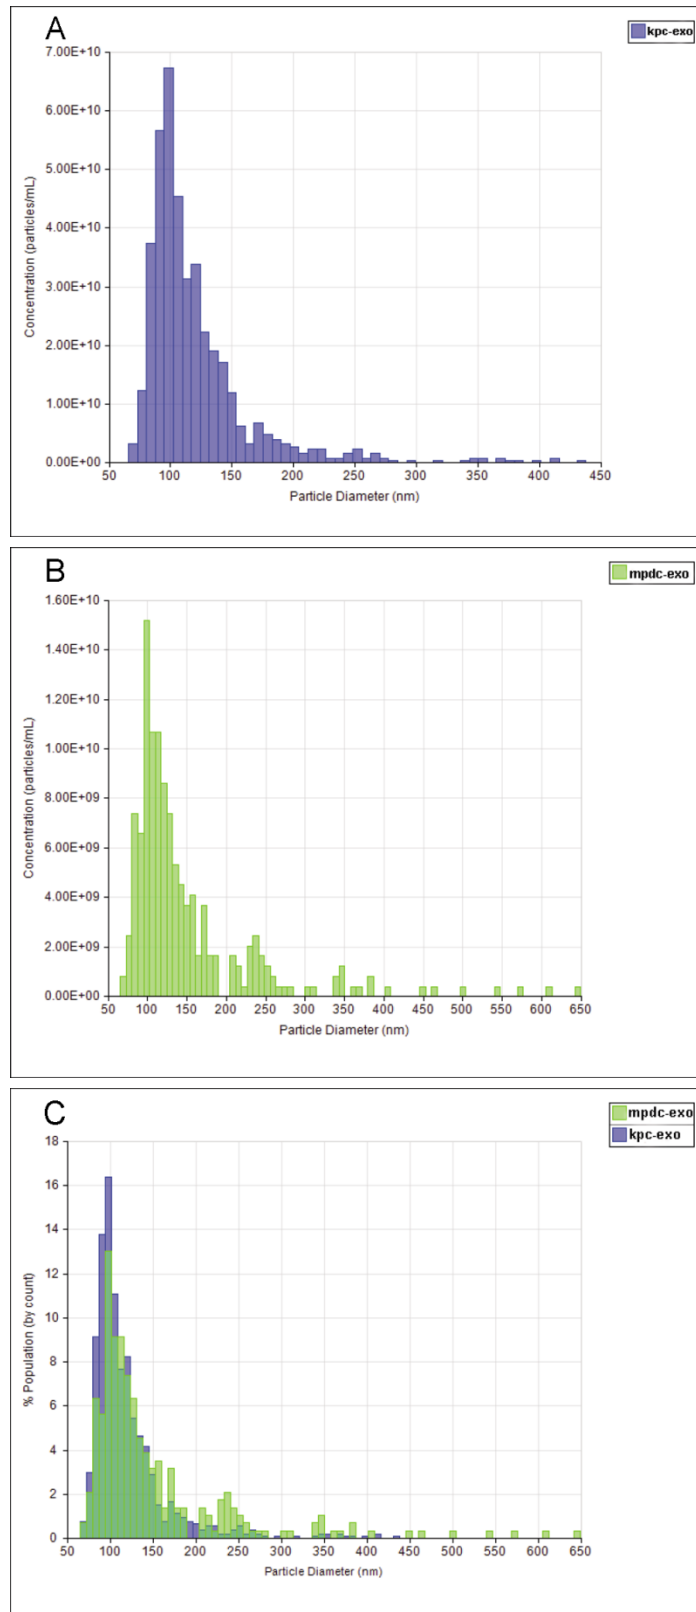 A
kpc-exo
7.00E+10
6.00E+10
5.00E+10
4.00E+10
3.00E+10
2.00E+10
1.00E+10
0.00E+00
Concentration (particles/mL)
50 100 150 200 250 300 350 400 450
Particle Diameter (nm)
B
mpdc-exo
1.60E+10
1.40E+10
1.20E+10
1.00E+10
8.00E+09
6.00E+09
4.00E+09
2.00E+09
0.00E+00
Concentration (particles/mL)
50 100 150 200 250 300 350 400 450 500 550 600 650
Particle Diameter (nm)
C
mpdc-exo
kpc-exo
18
16
14
12
10
8
6
4
2
0
% Population (by count)
50 100 150 200 250 300 350 400 450 500 550 600 650
Particle Diameter (nm)